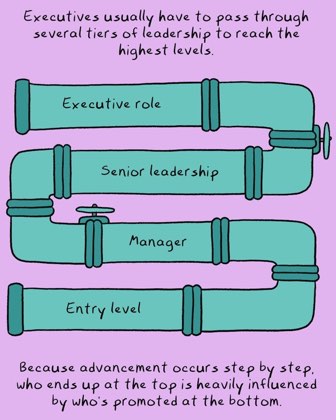 Executives usually have to pass through
several tiers of leadership to reach the
highest levels.
Executive role
Senior leadership
Manager
Entry level
Because advancement occurs step by step,
who ends up at the top is heavily influenced
by who's promoted at the bottom.